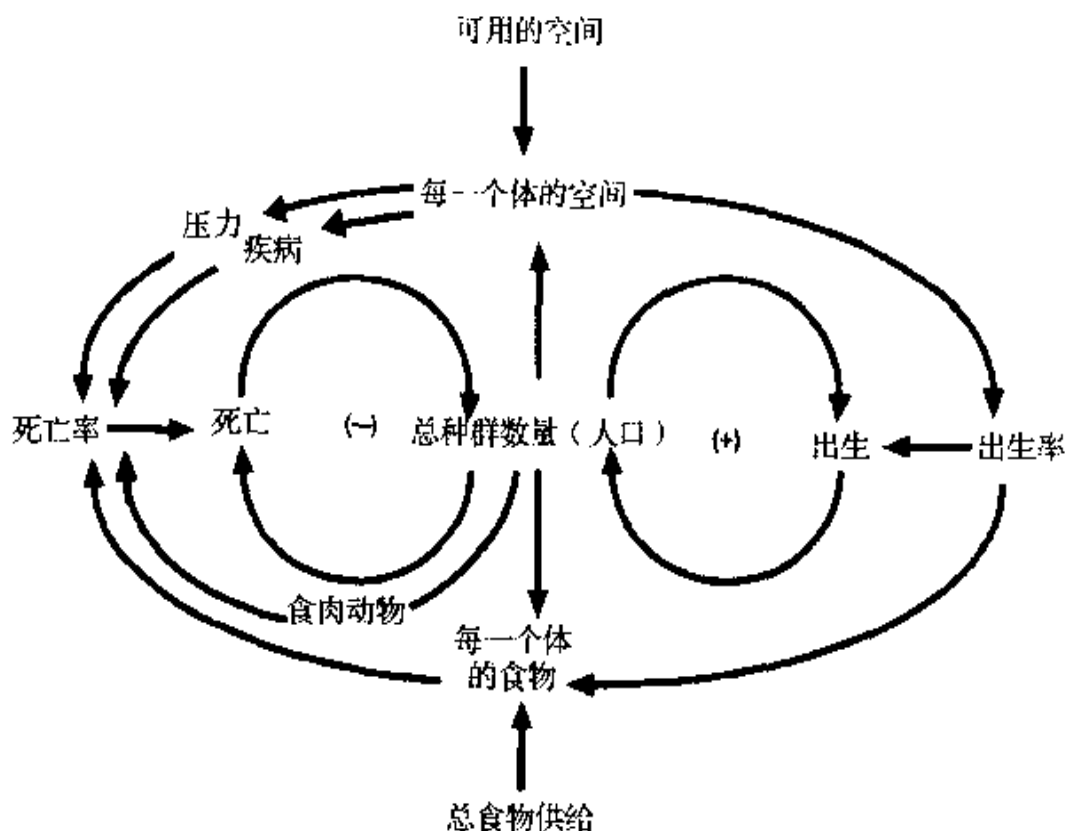 可用的空间
每一个体的空间
压力
疾病
死亡率
死亡
(−)
总种群数量（人口）
(+)
出生
出生率
食肉动物
每一个体
的食物
总食物供给